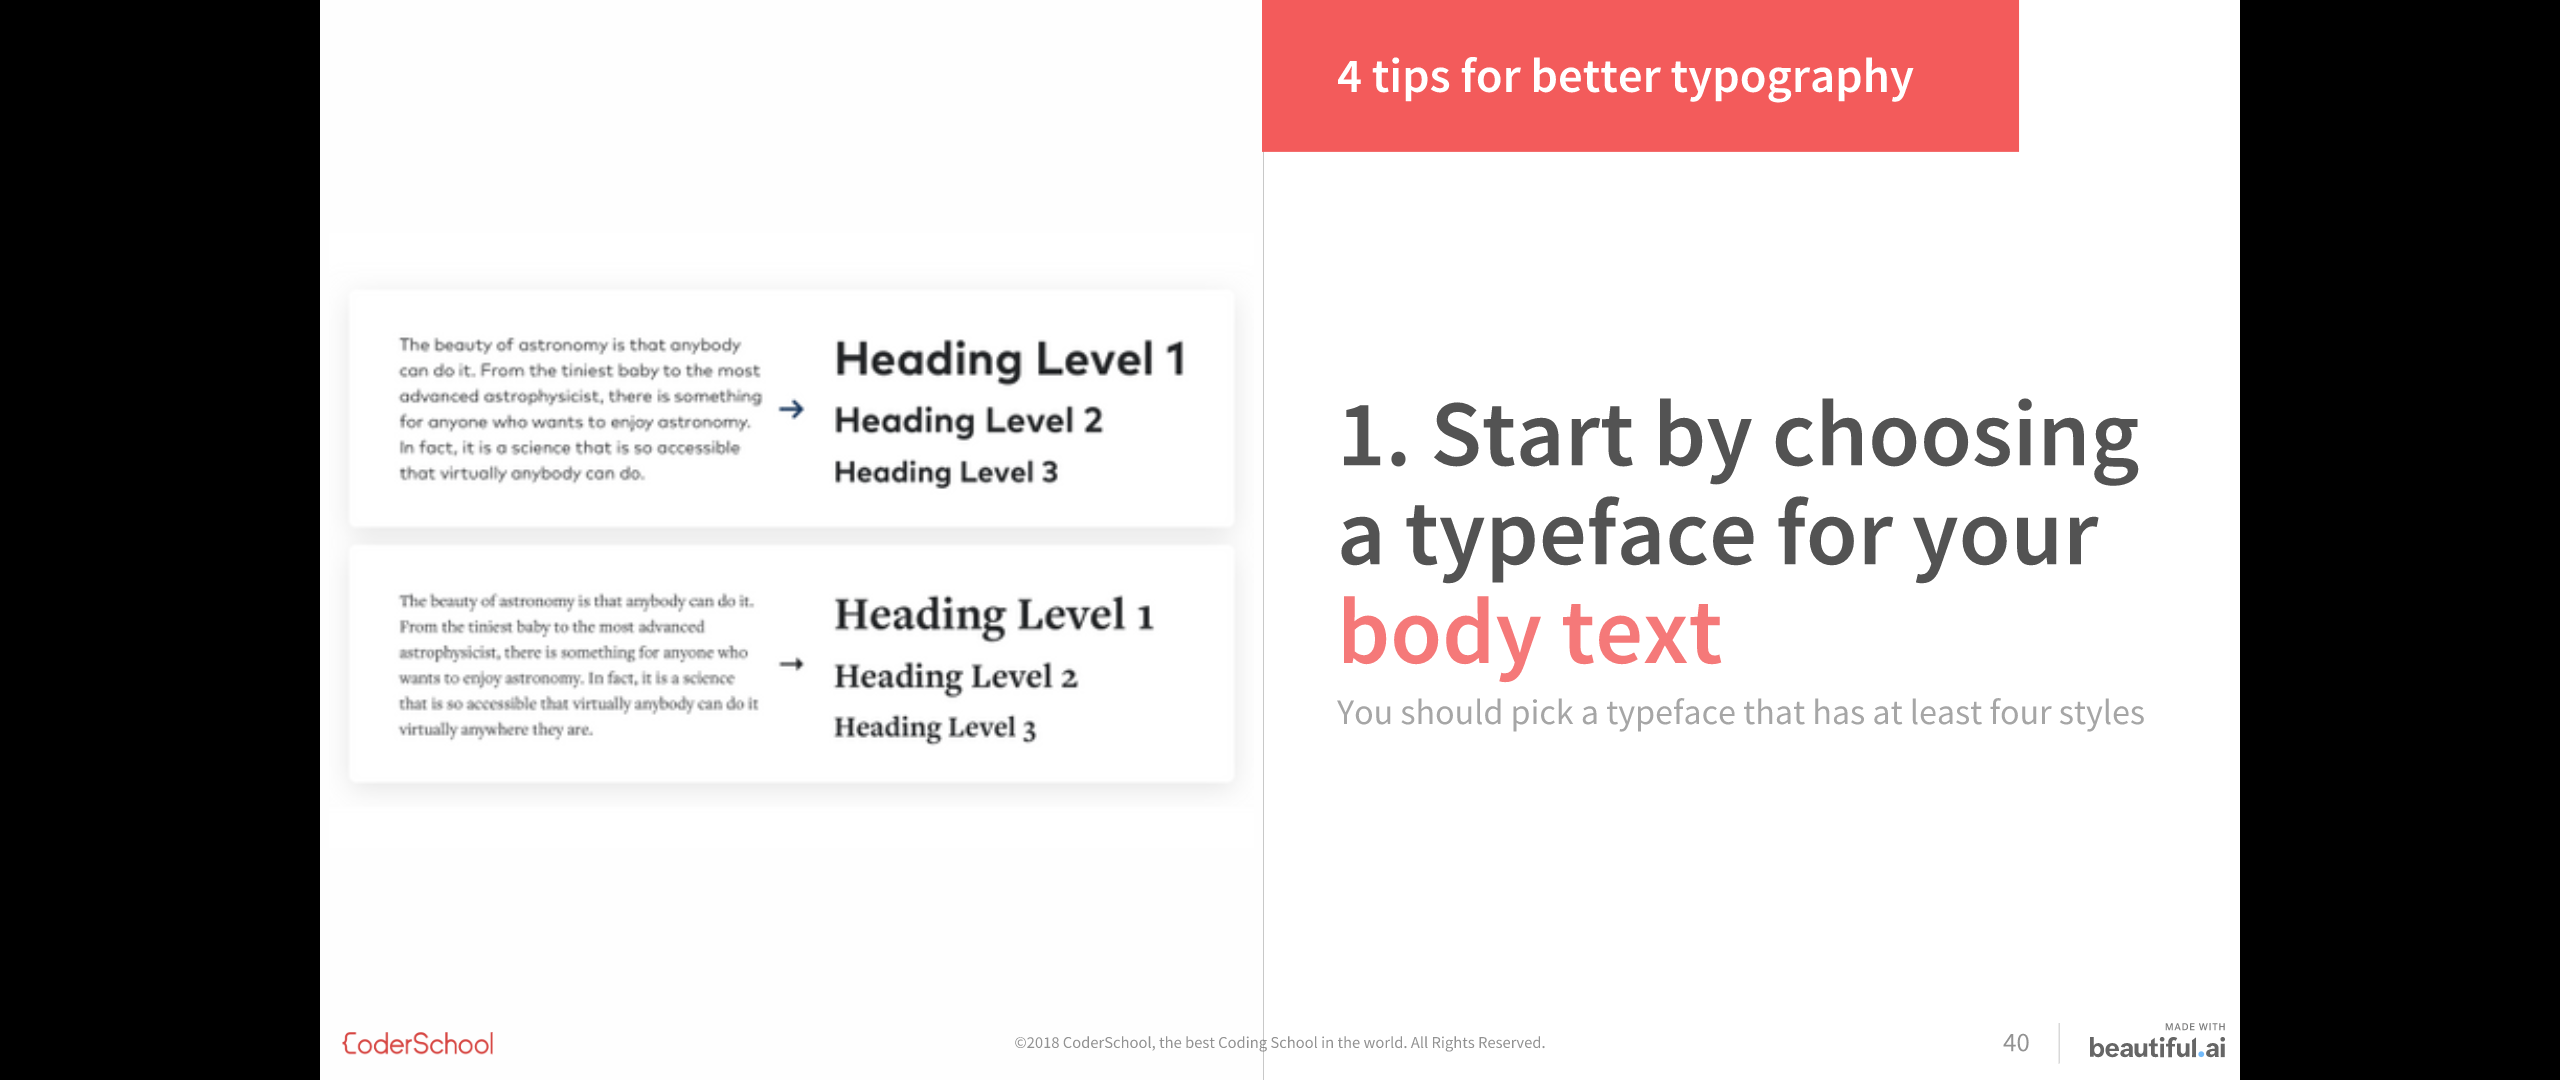 4 tips for better typography
The beauty of astronomy is that anybody
can do it. From the tiniest baby to the most
advanced astrophysicist, there is something
for anyone who wants to enjoy astronomy.
In fact, it is a science that is so accessible
that virtually anybody can do.
→
Heading Level 1
Heading Level 2
Heading Level 3
The beauty of astronomy is that anybody can do it.
From the tiniest baby to the most advanced
astrophysicist, there is something for anyone who
wants to enjoy astronomy. In fact, it is a science
that is so accessible that virtually anybody can do it
virtually anywhere they are.
→
Heading Level 1
Heading Level 2
Heading Level 3
1. Start by choosing
a typeface for your
body text
You should pick a typeface that has at least four styles
CoderSchool
©2018 CoderSchool, the best Coding School in the world. All Rights Reserved.
40
MADE WITH
beautiful.ai